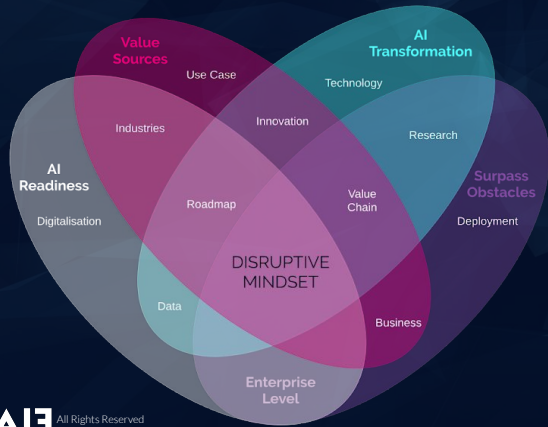 Value
Sources
Use Case
AI
Transformation
Technology
Industries
Innovation
Research
AI
Readiness
Surpass
Obstacles
Roadmap
Value
Chain
Digitalisation
Deployment
DISRUPTIVE
MINDSET
Data
Business
Enterprise
Level
All Rights Reserved